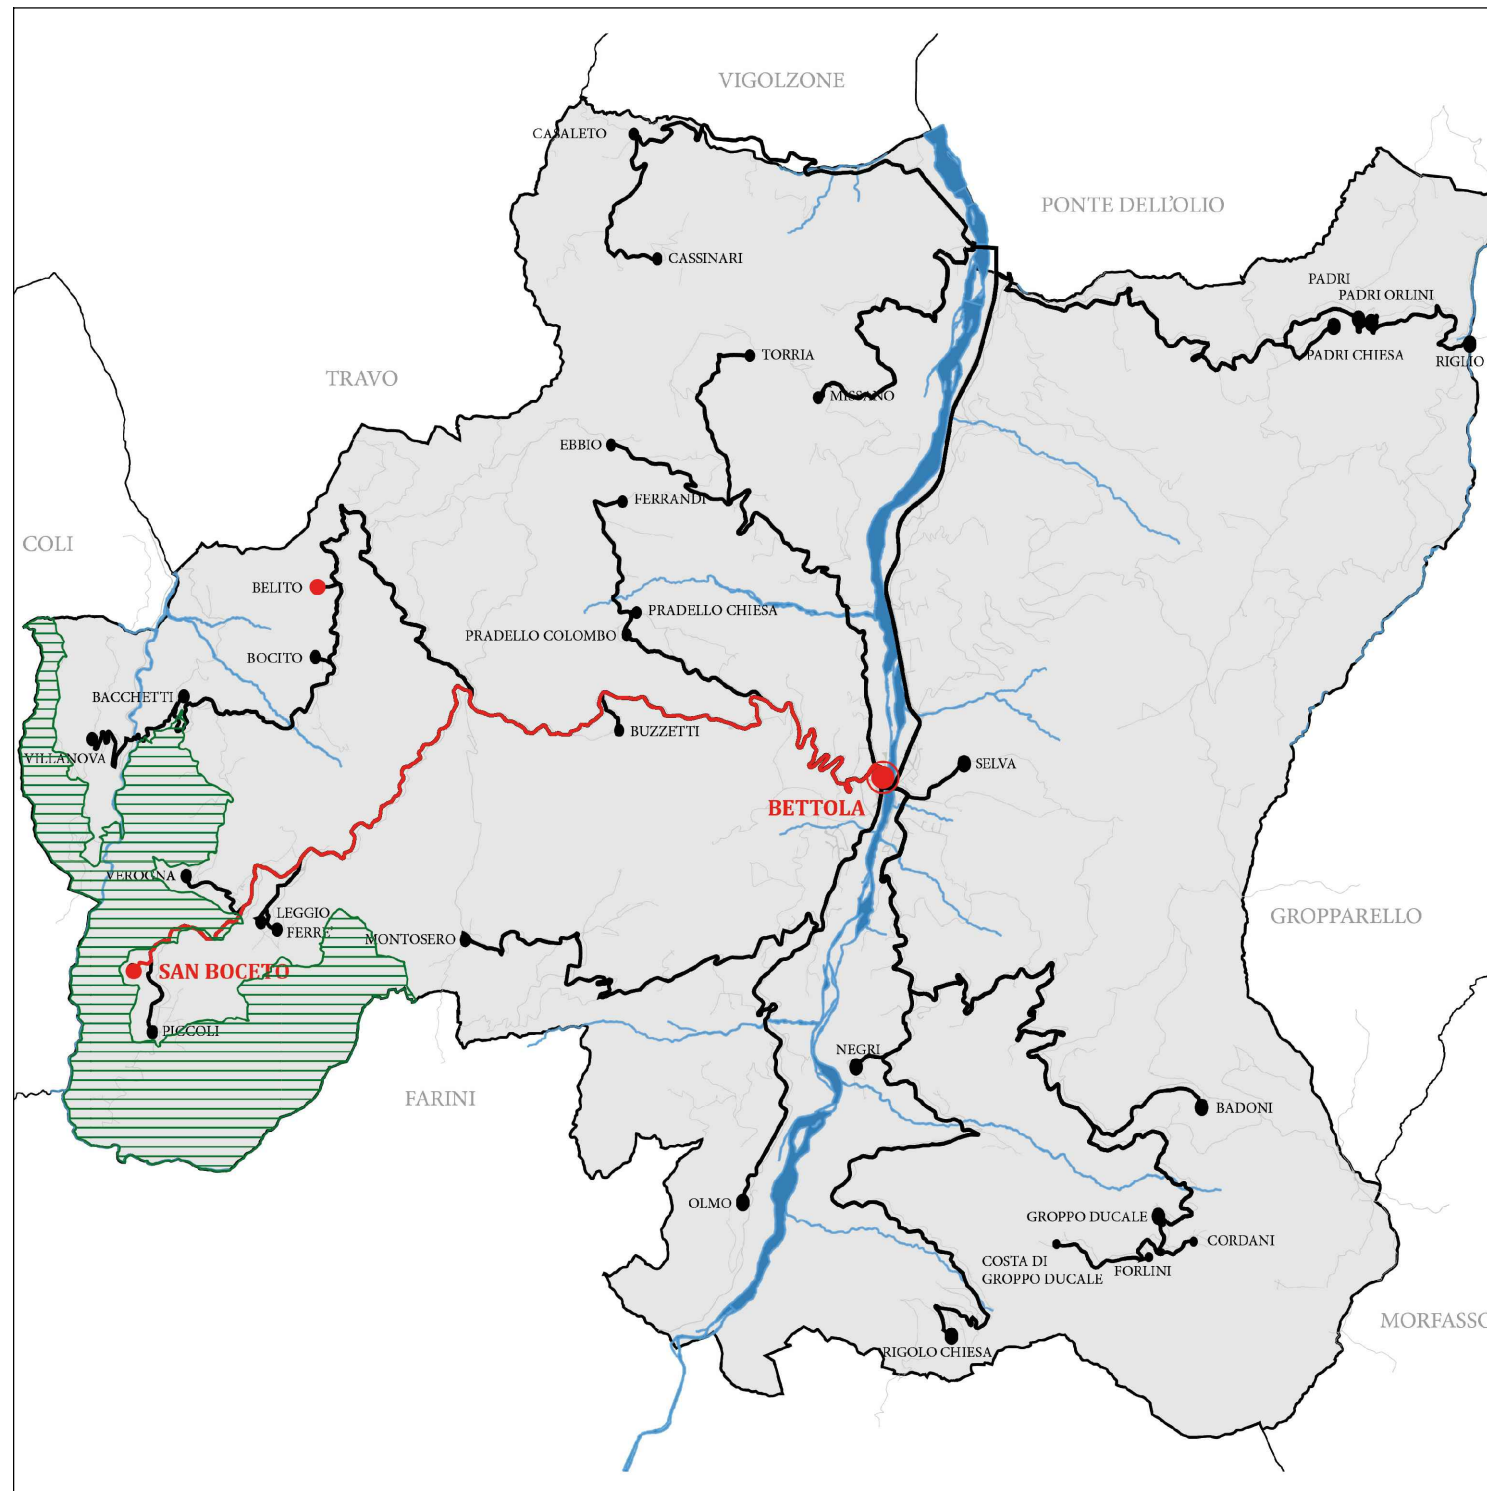 VIGOLZONE
CASALETO
PONTE DELL'OLIO
CASSINARI
PADRI
PADRI ORLINI
TORRIA
PADRI CHIESA
RIGLIO
TRAVO
MISSANO
EBBIO
FERRANDI
COLI
BELITO
PRADELLO CHIESA
PRADELLO COLOMBO
BOCITO
BACCHETTI
BUZZETTI
VILLANOVA
SELVA
BETTOLA
VEROGNA
LEGGIO
GROPPARELLO
FERRE'
MONTOSERO
SAN BOCETO
PICCOLI
NEGRI
FARINI
BADONI
OLMO
GROPPO DUCALE
CORDANI
COSTA DI
GROPPO DUCALE
FORLINI
MORFASSO
RIGOLO CHIESA